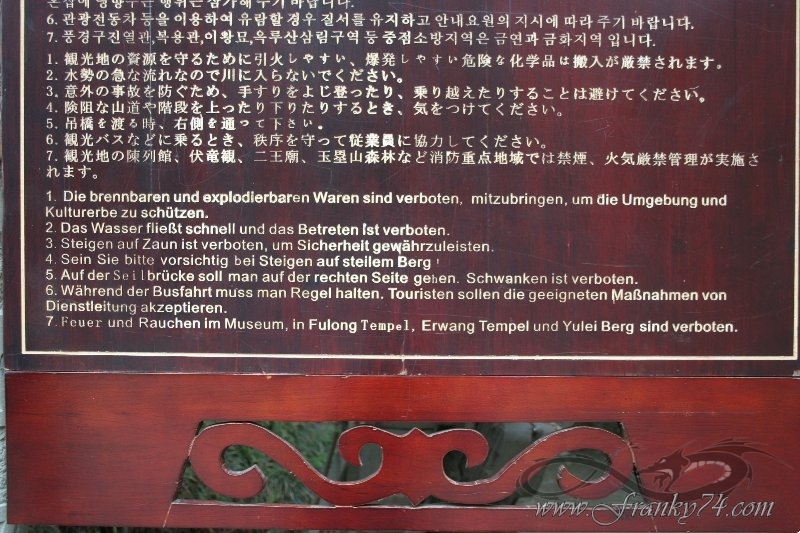 6. 관광전동차 등을 이용하여 유람할 경우 질서를 유지하고 안내요원의 지시에 따라 주기 바랍니다.
7. 풍경구진열관,복용관,이왕묘,옥루산삼림구역 등 중점소방지역은 금연과 금화지역 입니다.
1. 観光地の資源を守るために引火しやすい、爆発しやすい危険な化学品は搬入が厳禁されます。
2. 水勢の急な流れなので川に入らないでください。
3. 意外の事故を防ぐため、手すりをよじ登ったり、乗り越えたりすることは避けてください。
4. 険阻な山道や階段を上ったり下りたりするとき、気をつけてください。
5. 吊橋を渡る時、右側を通って下さい。
6. 観光バスなどに乗るとき、秩序を守って従業員に協力してください。
7. 観光地の陳列館、伏竜観、二王廟、玉塁山森林など消防重点地域では禁煙、火気厳禁管理が実施さ
れます。
1. Die brennbaren und explodierbaren Waren sind verboten, mitzubringen, um die Umgebung und
Kulturerbe zu schützen.
2. Das Wasser fließt schnell und das Betreten ist verboten.
3. Steigen auf Zaun ist verboten, um Sicherheit gewährzuleisten.
4. Sein Sie bitte vorsichtig bei Steigen auf steilem Berg!
5. Auf der Seilbrücke soll man auf der rechten Seite gehen. Schwanken ist verboten.
6. Während der Busfahrt muss man Regel halten. Touristen sollen die geeigneten Maßnahmen von
Dienstleitung akzeptieren.
7. Feuer und Rauchen im Museum, in Fulong Tempel, Erwang Tempel und Yulei Berg sind verboten.
www.Franky74.com